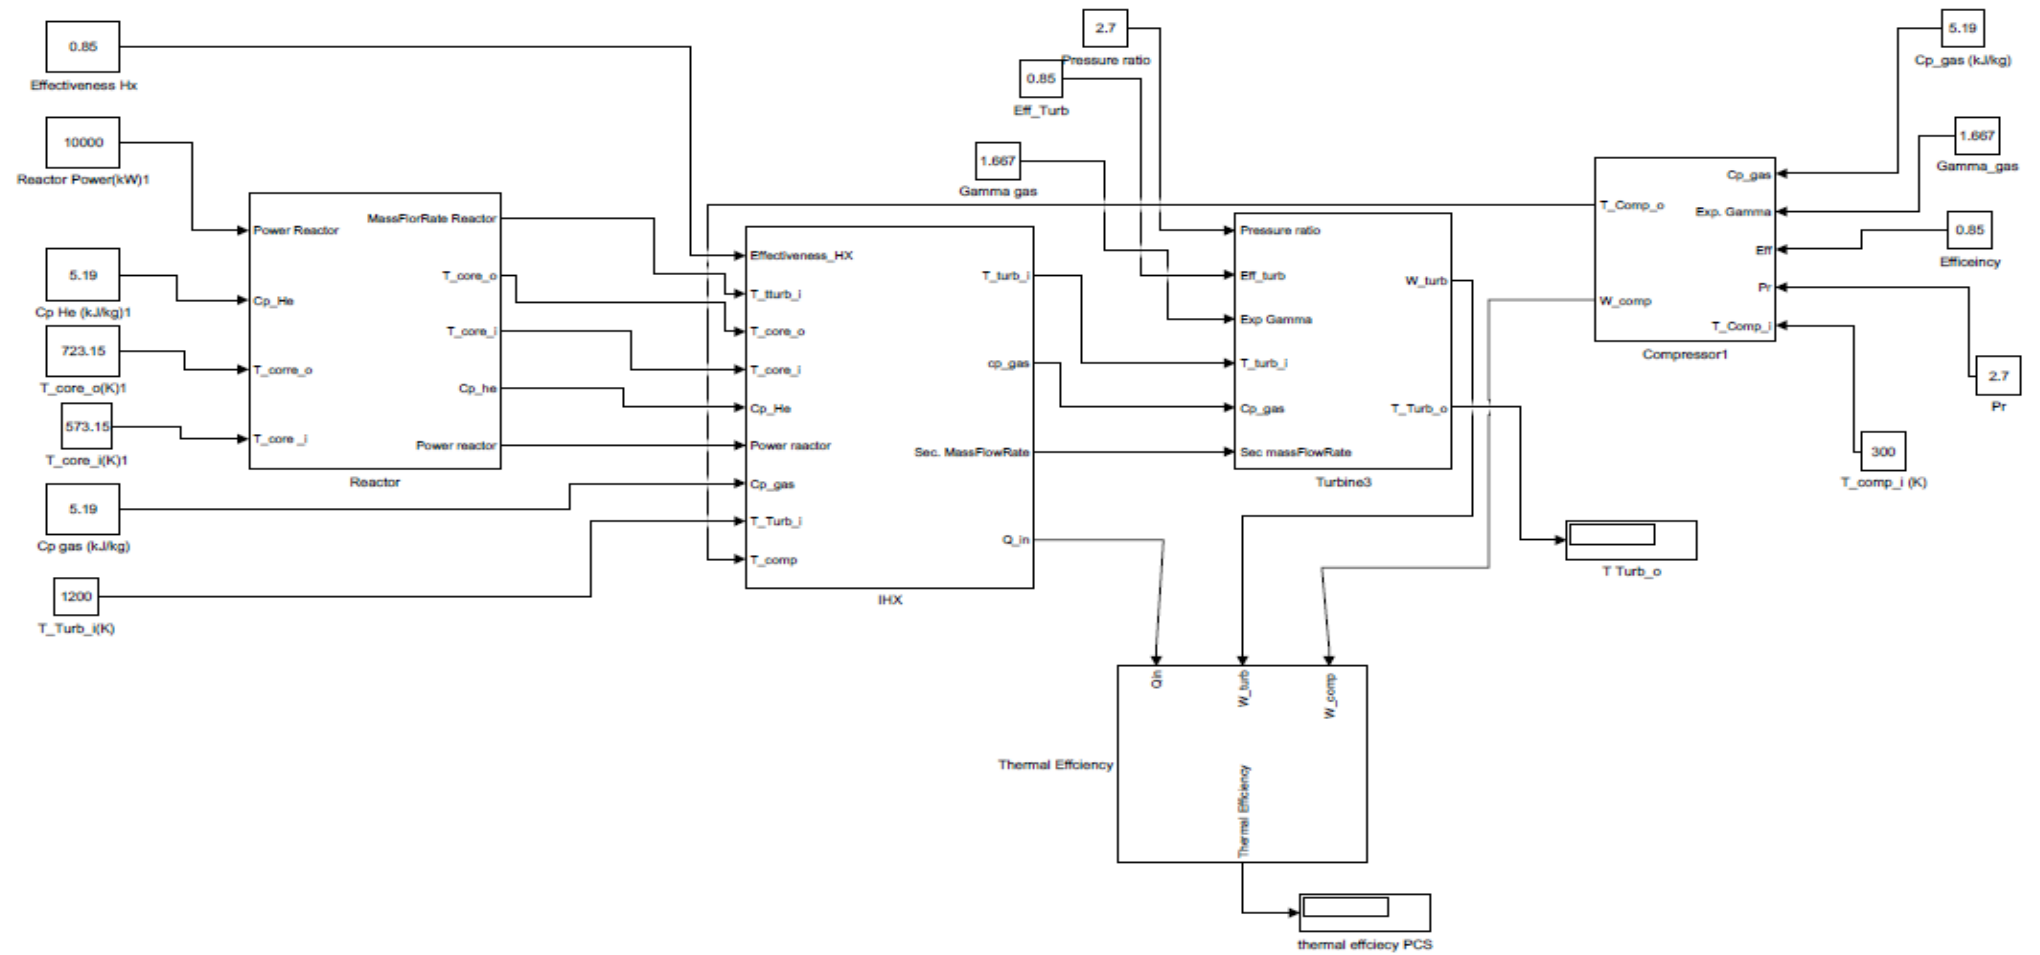 0.85
Effectiveness Hx
10000
Reactor Power(kW)1
5.19
Cp He (kJ/kg)1
723.15
T_core_o(K)1
573.15
T_core_i(K)1
5.19
Cp gas (kJ/kg)
1200
T_Turb_i(K)
Power Reactor
Cp_He
T_corre_o
T_core _i
MassFlorRate Reactor
T_core_o
T_core_i
Cp_he
Power reactor
Reactor
Effectiveness_HX
T_tturb_i
T_core_o
T_core_i
Cp_He
Power raactor
Cp_gas
T_Turb_i
T_comp
T_turb_i
cp_gas
Sec. MassFlowRate
Q_in
IHX
2.7
Pressure ratio
0.85
Eff_Turb
1.667
Gamma gas
Pressure ratio
Eff_turb
Exp Gamma
T_turb_i
Cp_gas
Sec massFlowRate
W_turb
T_Turb_o
Turbine3
T_Comp_o
W_comp
Cp_gas
Exp. Gamma
Eff
Pr
T_Comp_i
Compressor1
5.19
Cp_gas (kJ/kg)
1.667
Gamma_gas
0.85
Efficeincy
2.7
Pr
300
T_comp_i (K)
T Turb_o
Qin
W_turb
W_comp
Thermal Effciency
Thermal Efficiency
thermal effciecy PCS